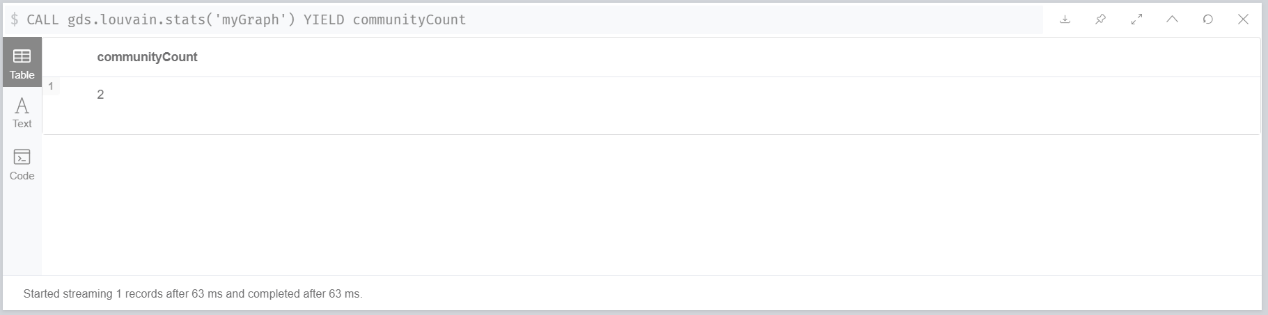 $ CALL gds.louvain.stats('myGraph') YIELD communityCount
communityCount
Table
1
2
Text
Code
Started streaming 1 records after 63 ms and completed after 63 ms.